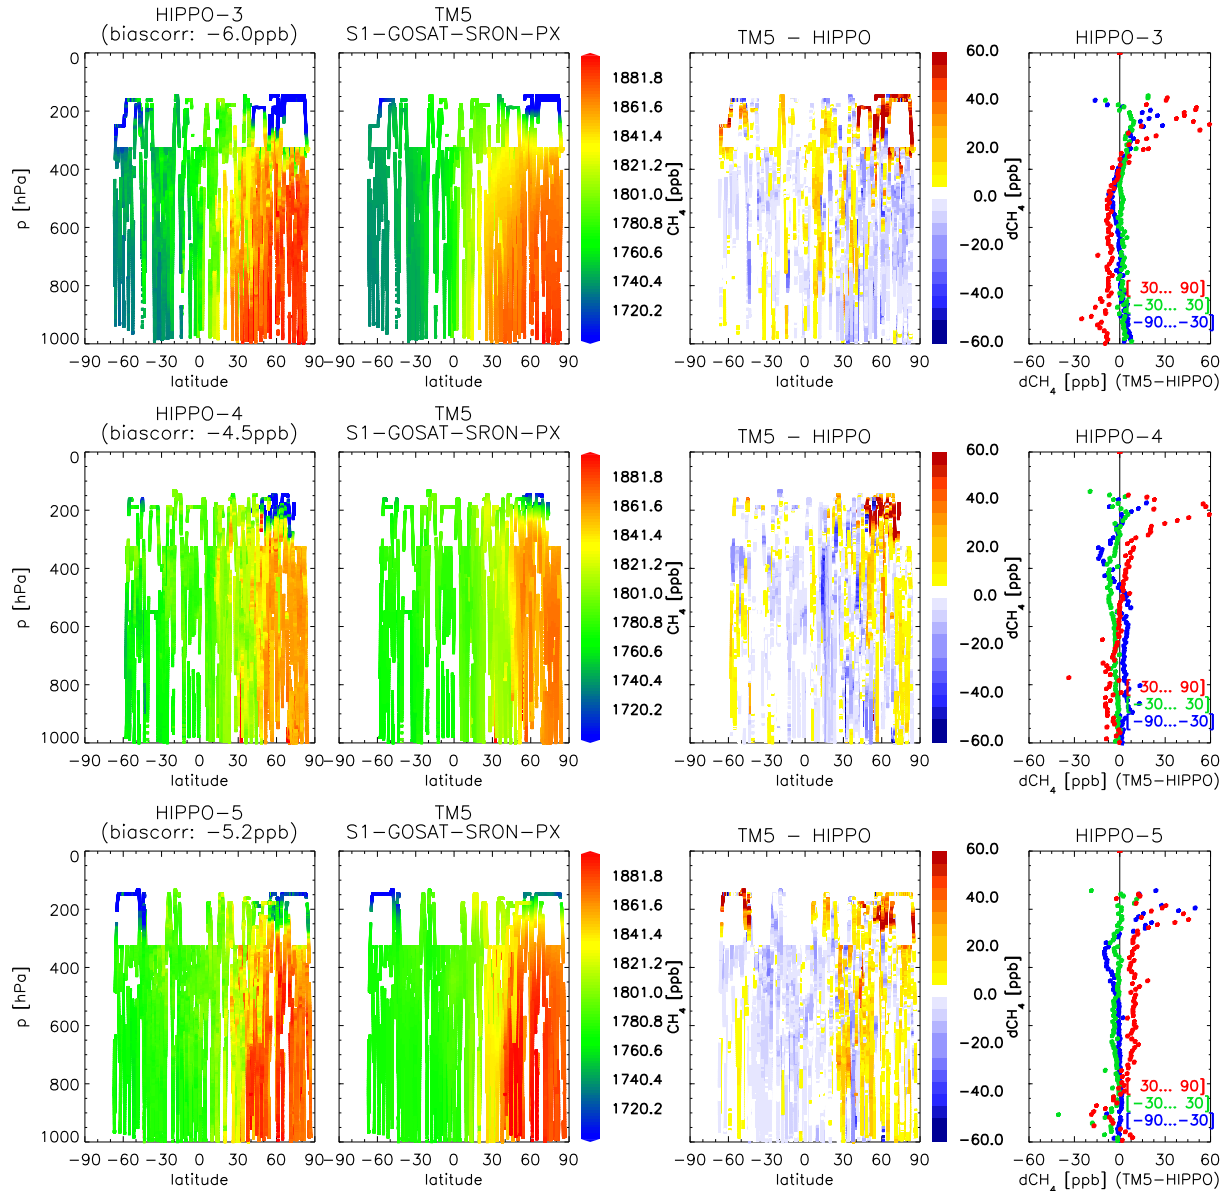 HIPPO-3
(biascorr: -6.0ppb)
TM5
S1-GOSAT-SRON-PX
TM5 - HIPPO
HIPPO-3
0
200
400
600
800
1000
p [hPa]
-90 -60 -30 0 30 60 90
latitude
-90 -60 -30 0 30 60 90
latitude
1881.8
1861.6
1841.4
1821.2
1801.0
1780.8
1760.6
1740.4
1720.2
CH4 [ppb]
-90 -60 -30 0 30 60 90
latitude
60.0
40.0
20.0
0.0
-20.0
-40.0
-60.0
dCH4 [ppb]
[ 30... 90]
[-30... 30]
[-90...-30]
-60 -30 0 30 60
dCH4 [ppb] (TM5-HIPPO)
HIPPO-4
(biascorr: -4.5ppb)
TM5
S1-GOSAT-SRON-PX
TM5 - HIPPO
HIPPO-4
0
200
400
600
800
1000
p [hPa]
-90 -60 -30 0 30 60 90
latitude
-90 -60 -30 0 30 60 90
latitude
1881.8
1861.6
1841.4
1821.2
1801.0
1780.8
1760.6
1740.4
1720.2
CH4 [ppb]
-90 -60 -30 0 30 60 90
latitude
60.0
40.0
20.0
0.0
-20.0
-40.0
-60.0
dCH4 [ppb]
[ 30... 90]
[-30... 30]
[-90...-30]
-60 -30 0 30 60
dCH4 [ppb] (TM5-HIPPO)
HIPPO-5
(biascorr: -5.2ppb)
TM5
S1-GOSAT-SRON-PX
TM5 - HIPPO
HIPPO-5
0
200
400
600
800
1000
p [hPa]
-90 -60 -30 0 30 60 90
latitude
-90 -60 -30 0 30 60 90
latitude
1881.8
1861.6
1841.4
1821.2
1801.0
1780.8
1760.6
1740.4
1720.2
CH4 [ppb]
-90 -60 -30 0 30 60 90
latitude
60.0
40.0
20.0
0.0
-20.0
-40.0
-60.0
dCH4 [ppb]
[ 30... 90]
[-30... 30]
[-90...-30]
-60 -30 0 30 60
dCH4 [ppb] (TM5-HIPPO)